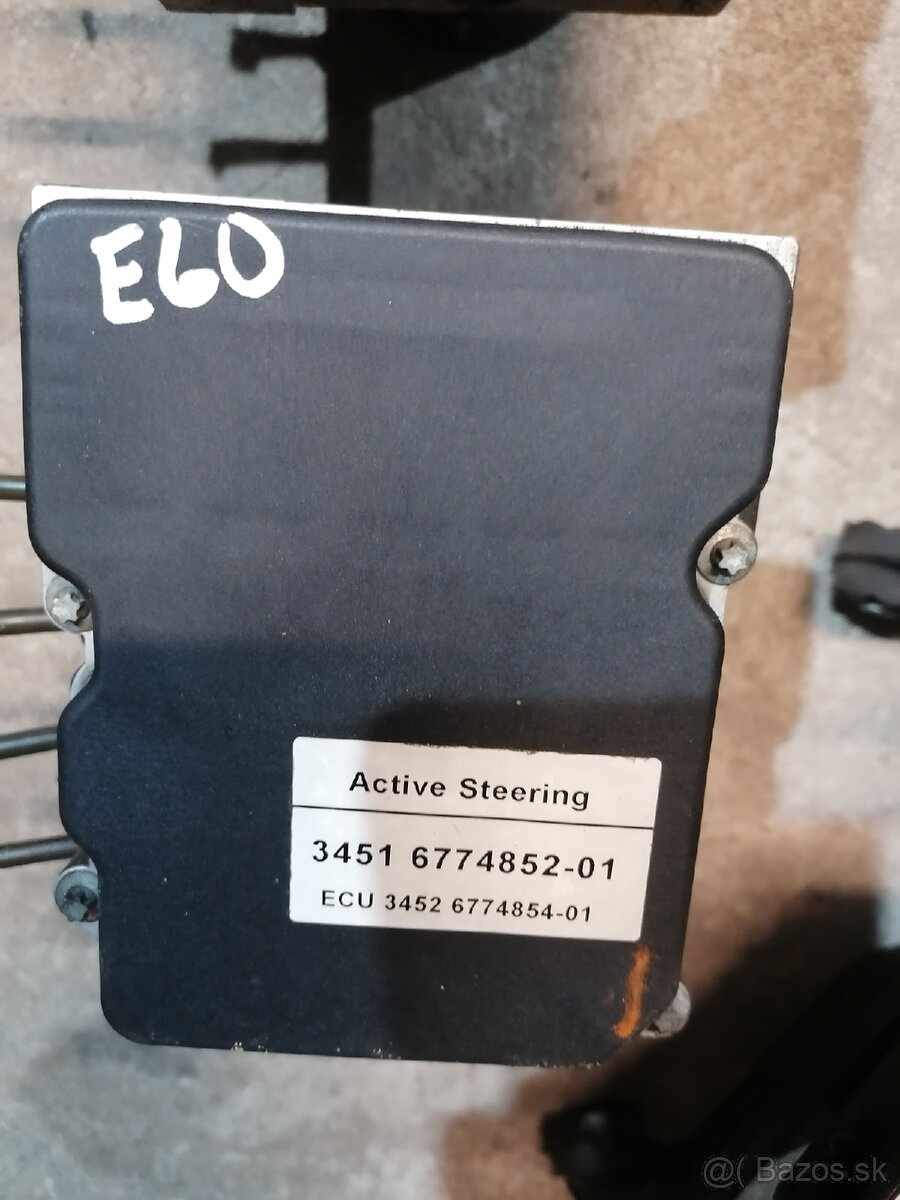 E60
Active Steering
3451 6774852-01
ECU 3452 6774854-01
@( Bazos.sk